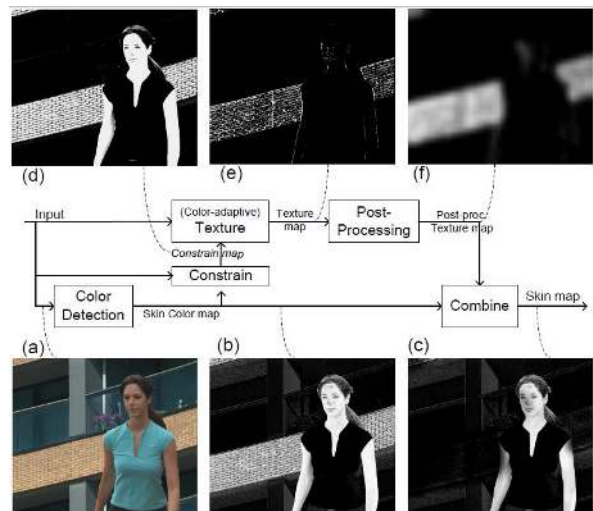 (d)
(e)
(f)
Input
(Color-adaptive)
Texture
Texture
map
Post-
Processing
Post-proc.
Texture map
Constrain map
Constrain
Color
Detection
Skin Color map
Combine
Skin map
(a)
(b)
(c)